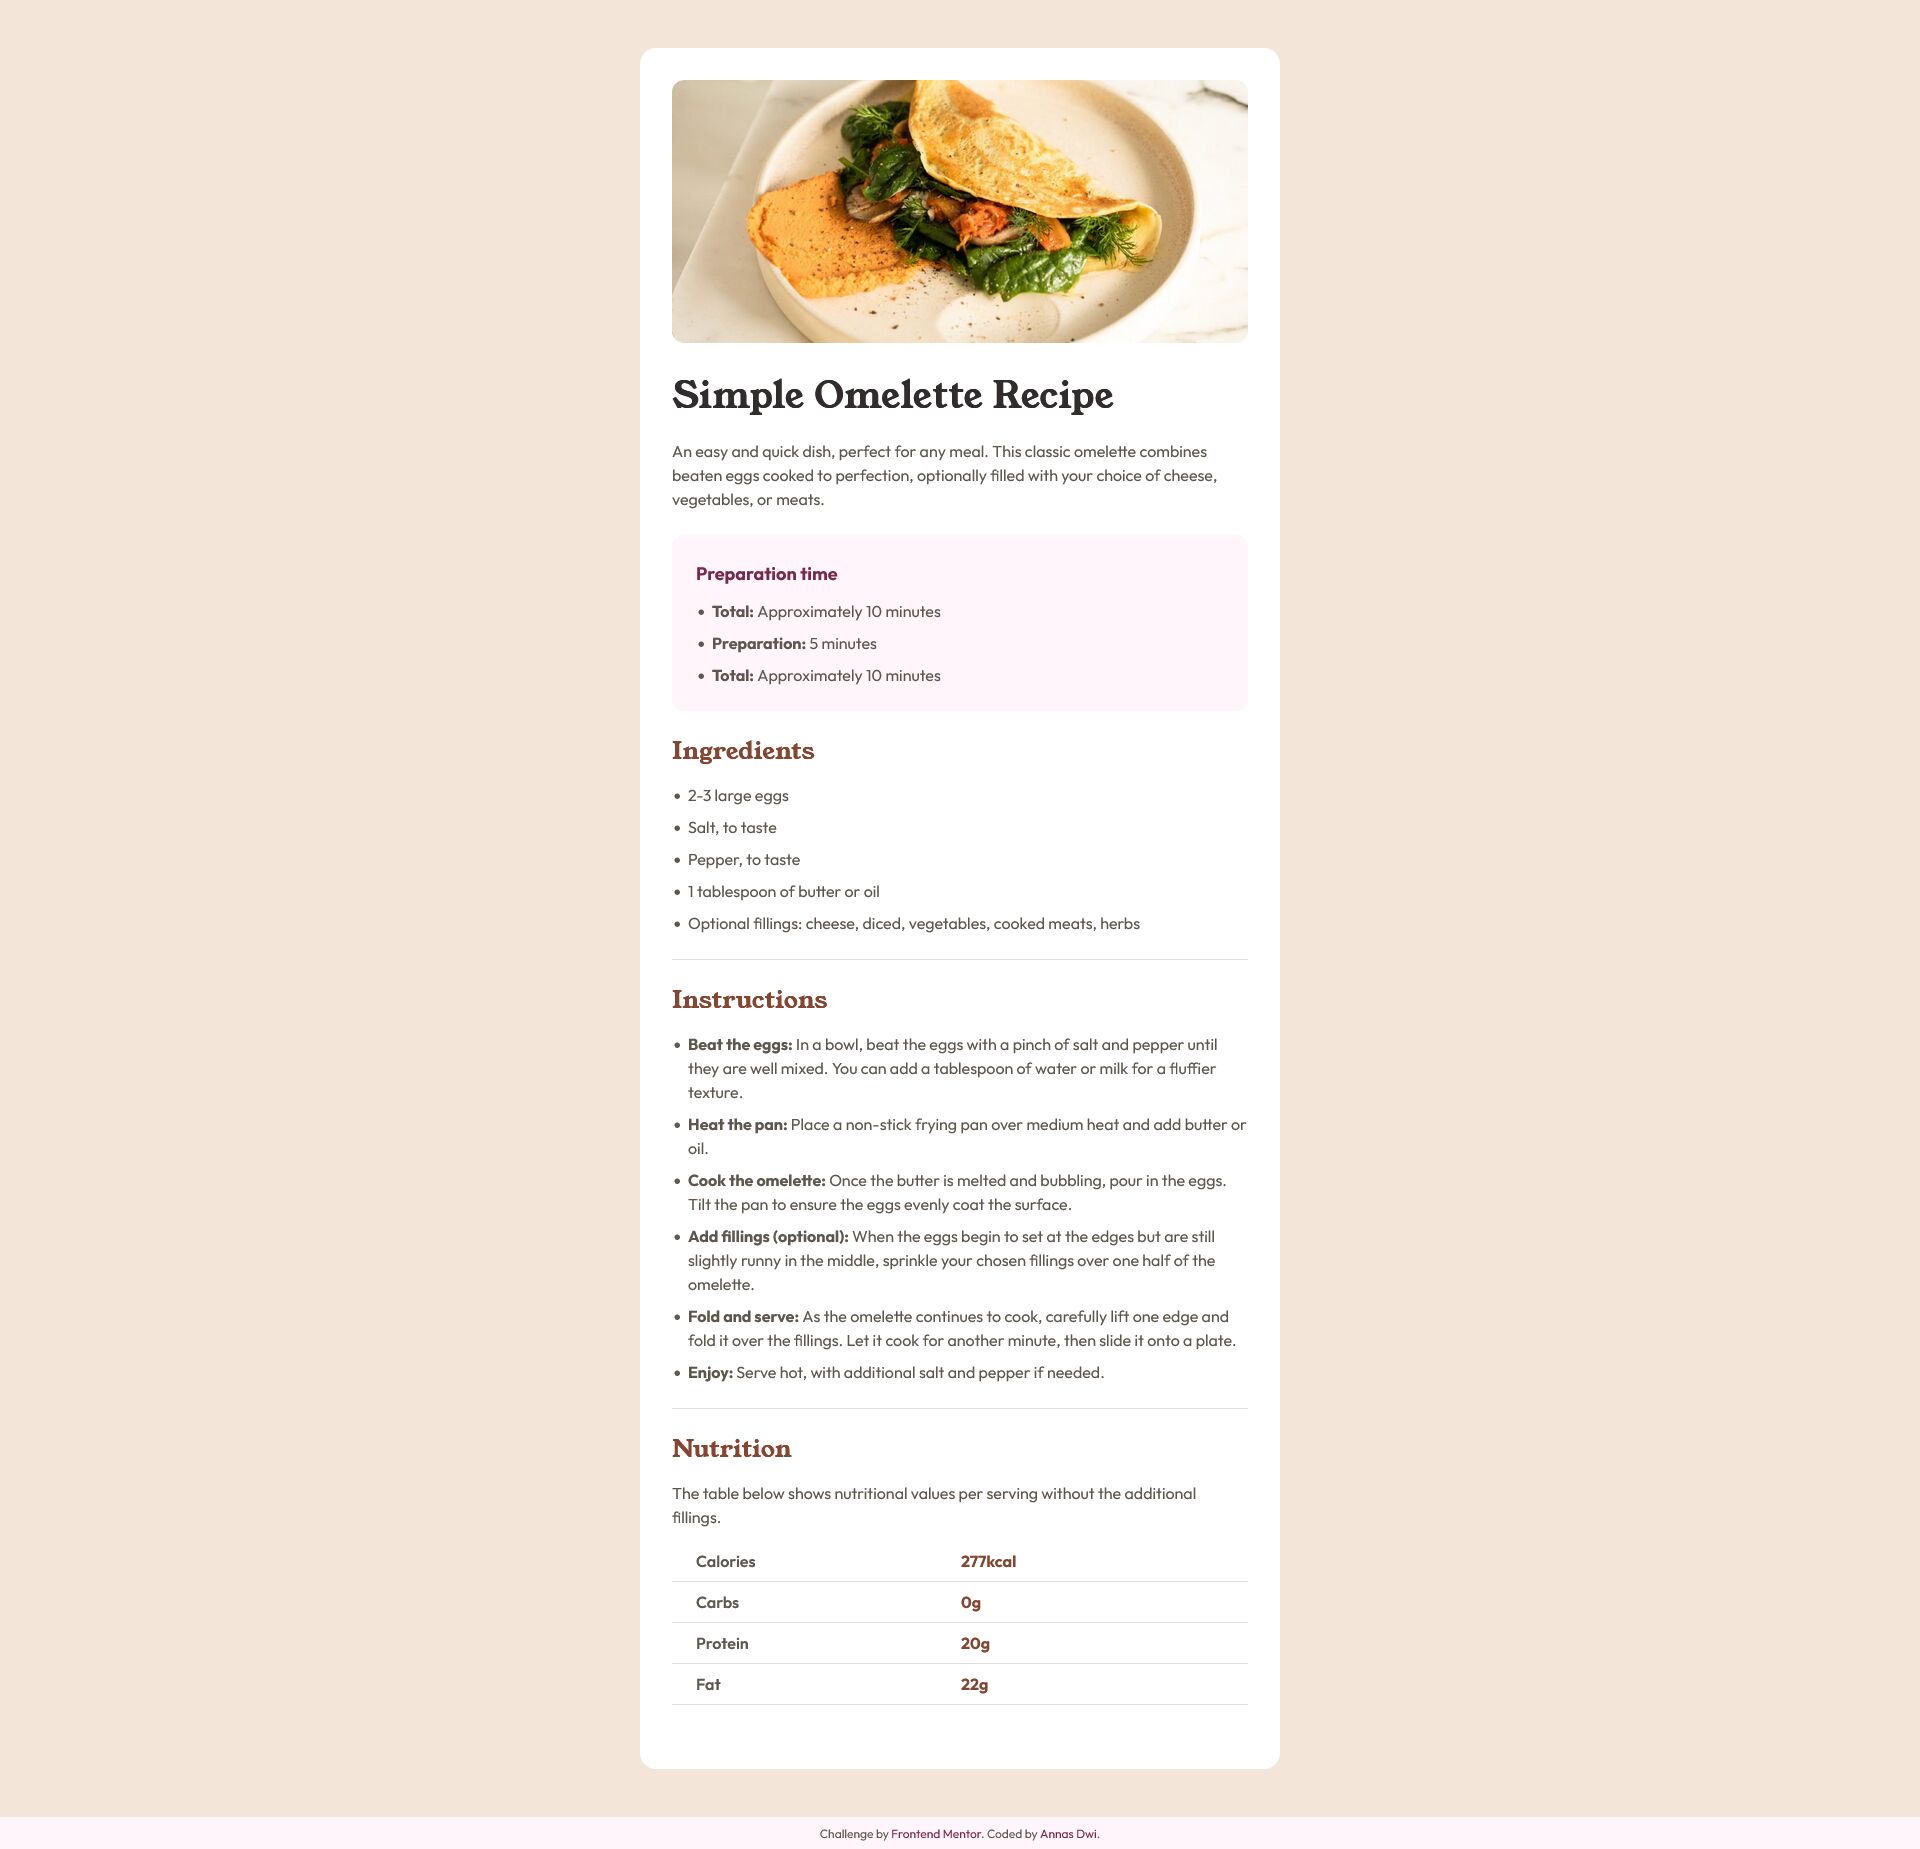 Simple Omelette Recipe
An easy and quick dish, perfect for any meal. This classic omelette combines
beaten eggs cooked to perfection, optionally filled with your choice of cheese,
vegetables, or meats.
Preparation time
• Total: Approximately 10 minutes
• Preparation: 5 minutes
• Total: Approximately 10 minutes
Ingredients
• 2-3 large eggs
• Salt, to taste
• Pepper, to taste
• 1 tablespoon of butter or oil
• Optional fillings: cheese, diced, vegetables, cooked meats, herbs
Instructions
• Beat the eggs: In a bowl, beat the eggs with a pinch of salt and pepper until
they are well mixed. You can add a tablespoon of water or milk for a fluffier
texture.
• Heat the pan: Place a non-stick frying pan over medium heat and add butter or
oil.
• Cook the omelette: Once the butter is melted and bubbling, pour in the eggs.
Tilt the pan to ensure the eggs evenly coat the surface.
• Add fillings (optional): When the eggs begin to set at the edges but are still
slightly runny in the middle, sprinkle your chosen fillings over one half of the
omelette.
• Fold and serve: As the omelette continues to cook, carefully lift one edge and
fold it over the fillings. Let it cook for another minute, then slide it onto a plate.
• Enjoy: Serve hot, with additional salt and pepper if needed.
Nutrition
The table below shows nutritional values per serving without the additional
fillings.
Calories 277kcal
Carbs 0g
Protein 20g
Fat 22g
Challenge by Frontend Mentor. Coded by Annas Dwi.